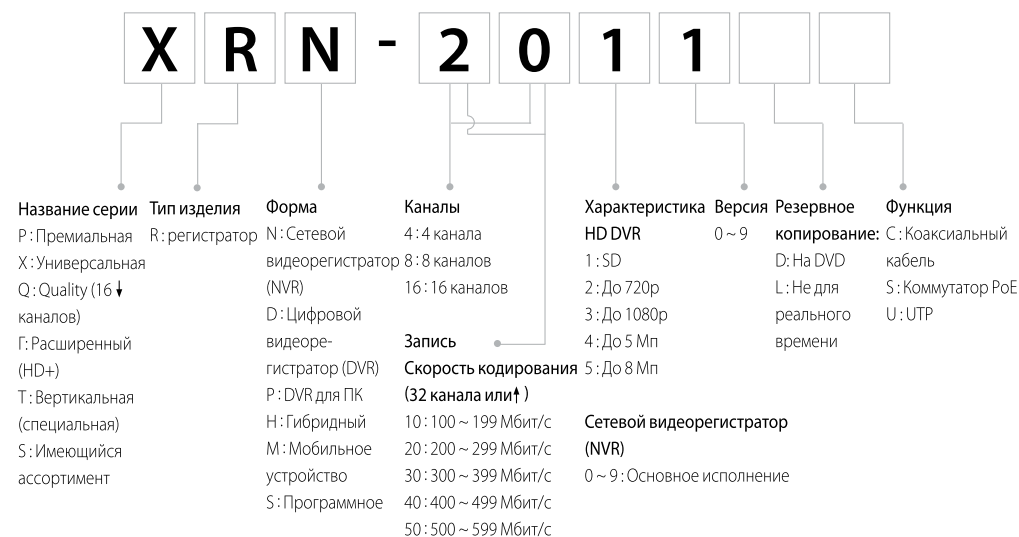 XRN-2011
Название серии
P : Премиальная
X : Универсальная
Q : Quality (16 ↓
каналов)
Г: Расширенный
(HD+)
T : Вертикальная
(специальная)
S : Имеющийся
ассортимент
Тип изделия
R : регистратор
Форма
N : Сетевой
видеорегистратор
(NVR)
D : Цифровой
видеоре-
гистратор (DVR)
P : DVR для ПК
H : Гибридный
M : Мобильное
устройство
S : Программное
Каналы
4 : 4 канала
8 : 8 каналов
16 : 16 каналов
Запись
Скорость кодирования
(32 канала или↑ )
10 : 100 ~ 199 Мбит/с
20 : 200 ~ 299 Мбит/с
30 : 300 ~ 399 Мбит/с
40 : 400 ~ 499 Мбит/с
50 : 500 ~ 599 Мбит/с
Характеристика
HD DVR
1 : SD
2 : До 720p
3 : До 1080p
4 : До 5 Мп
5 : До 8 Мп
Сетевой видеорегистратор
(NVR)
0 ~ 9 : Основное исполнение
Версия
0 ~ 9
Резервное
копирование:
D: На DVD
L : Не для
реального
времени
Функция
C : Коаксиальный
кабель
S : Коммутатор PoE
U : UTP